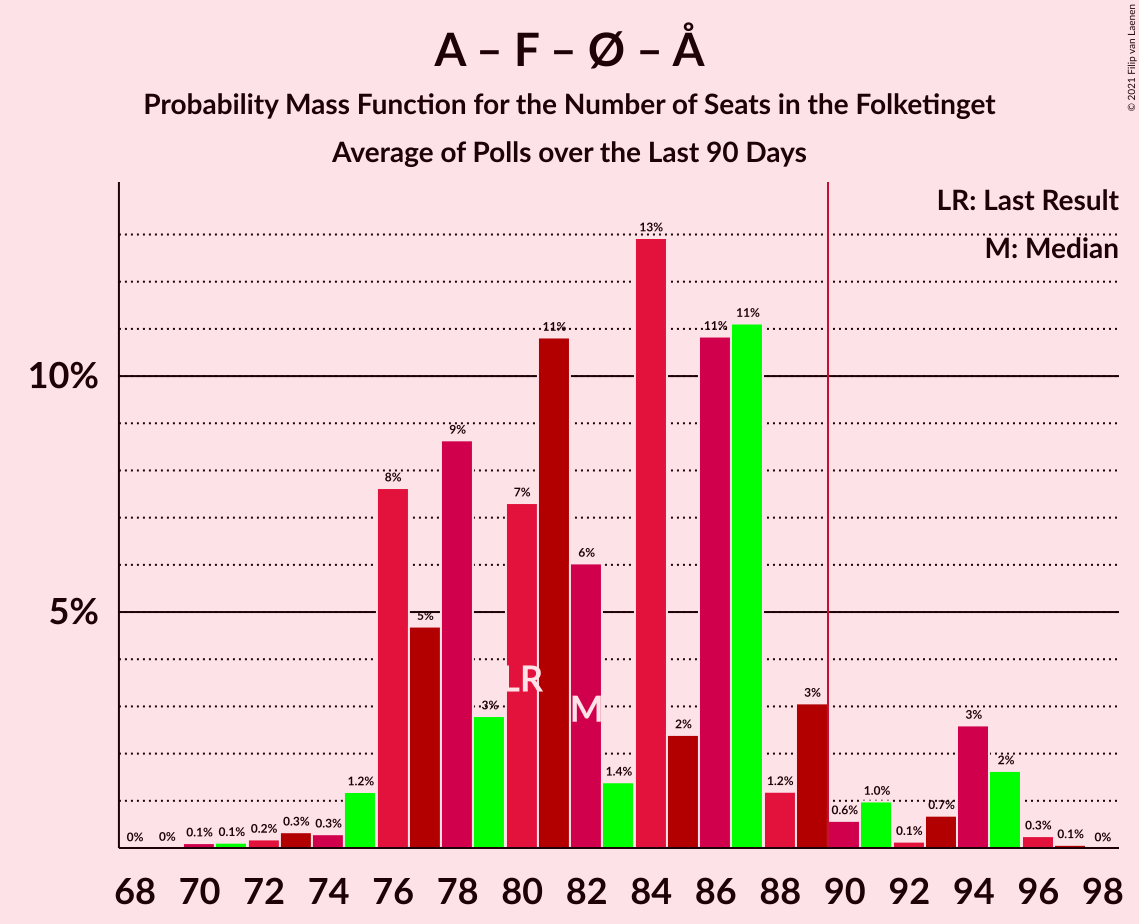 A – F – Ø – Å
Probability Mass Function for the Number of Seats in the Folketinget
Average of Polls over the Last 90 Days
© 2021 Filip van Laenen
LR: Last Result
M: Median
10%
5%
0% 0% 0.1% 0.1% 0.2% 0.3% 0.3% 1.2% 8% 5% 9% 3% 7% 11% 6% 1.4% 13% 2% 11% 11% 1.2% 3% 0.6% 1.0% 0.1% 0.7% 3% 2% 0.3% 0.1% 0%
LR
M
68 70 72 74 76 78 80 82 84 86 88 90 92 94 96 98